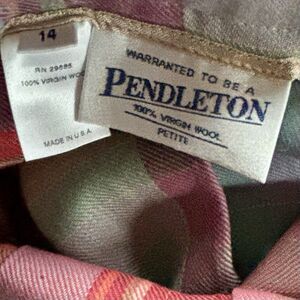 14
RN 29685
100% VIRGIN WOOL
MADE IN U.S.A.
WARRANTED TO BE A
PENDLETON
100% VIRGIN WOOL
PETITE